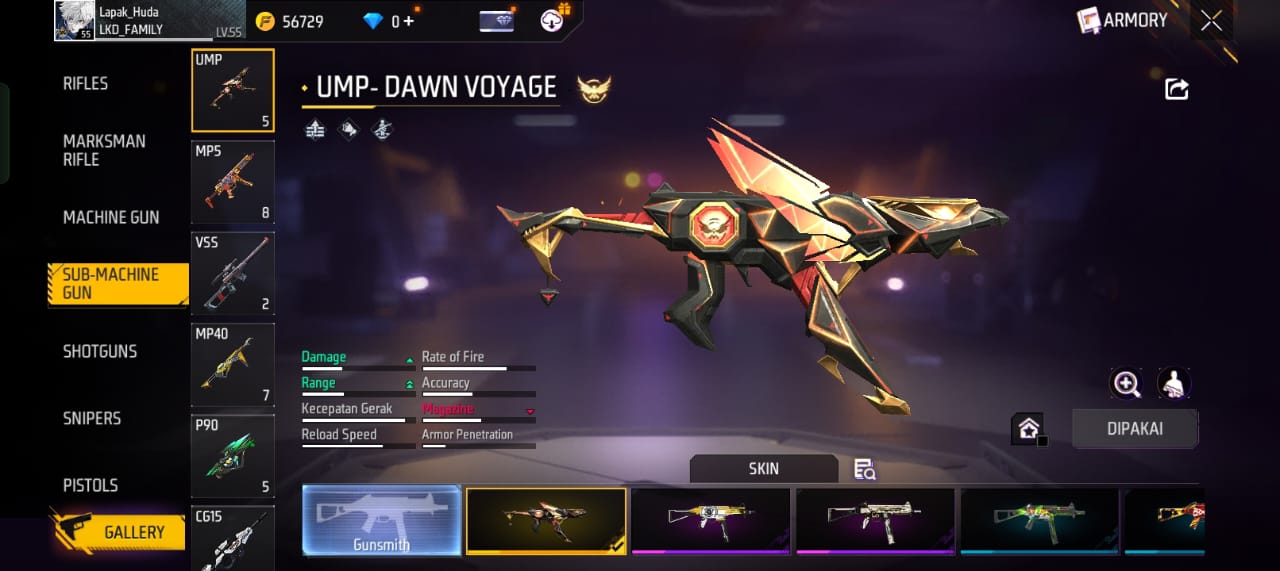 Lapak_Huda
LKD_FAMILY
LV.55
55
56729
0 +
ARMORY
RIFLES
MARKSMAN
RIFLE
MACHINE GUN
SUB-MACHINE
GUN
SHOTGUNS
SNIPERS
PISTOLS
GALLERY
UMP
5
MP5
8
VSS
2
MP40
7
P90
5
CG15
UMP- DAWN VOYAGE
Damage
Rate of Fire
Range
Accuracy
Kecepatan Gerak
Magazine
Reload Speed
Armor Penetration
DIPAKAI
SKIN
Gunsmith